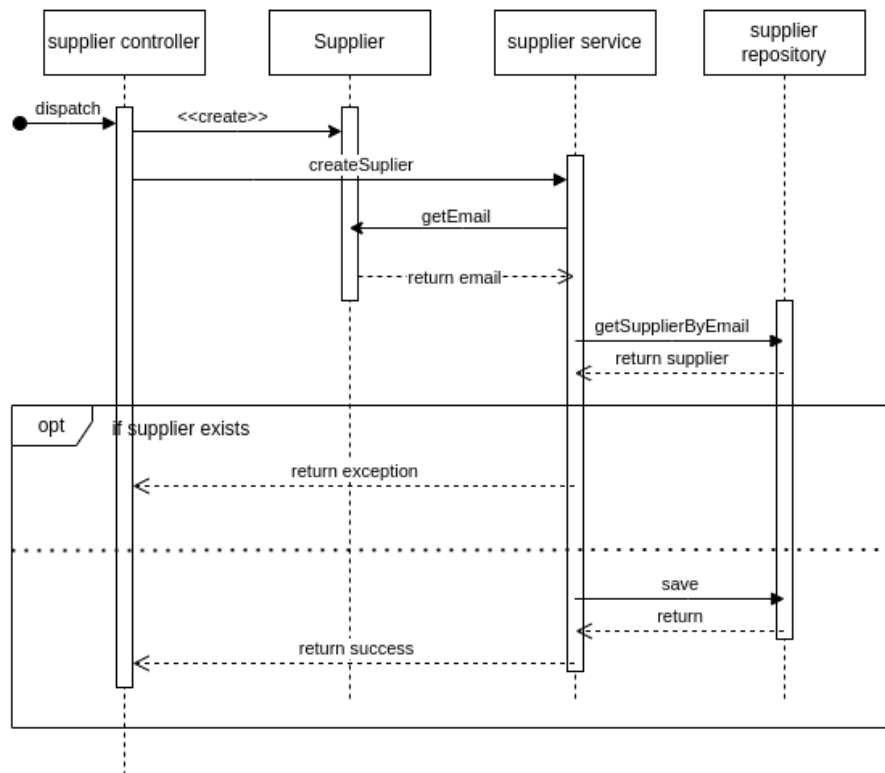 supplier controller
Supplier
supplier service
supplier
repository
dispatch
<<create>>
createSuplier
getEmail
return email
getSupplierByEmail
return supplier
opt
if supplier exists
return exception
save
return
return success